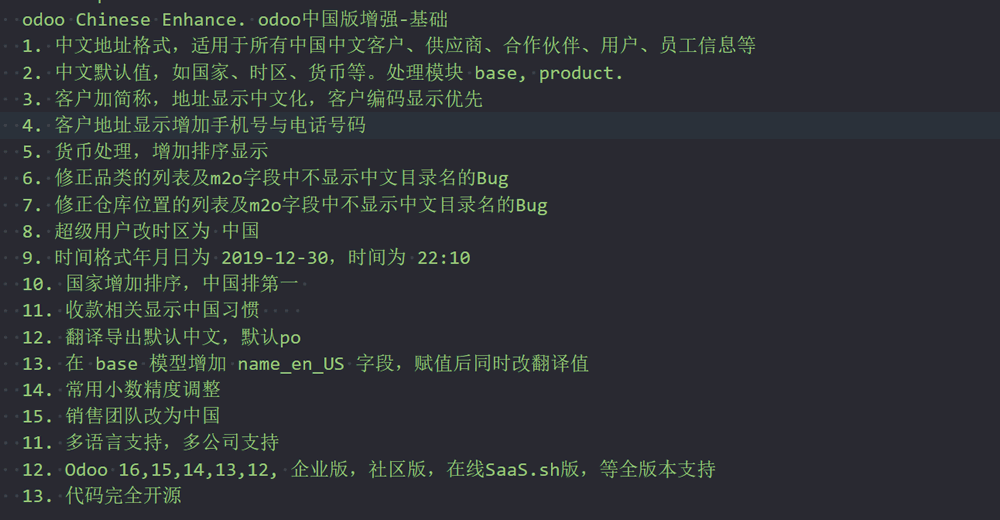 odoo Chinese Enhance. odoo中国版增强-基础
1. 中文地址格式，适用于所有中国中文客户、供应商、合作伙伴、用户、员工信息等
2. 中文默认值，如国家、时区、货币等。处理模块 base, product.
3. 客户加简称，地址显示中文化，客户编码显示优先
4. 客户地址显示增加手机号与电话号码
5. 货币处理，增加排序显示
6. 修正品类的列表及m2o字段中不显示中文目录名的Bug
7. 修正仓库位置的列表及m2o字段中不显示中文目录名的Bug
8. 超级用户改时区为 中国
9. 时间格式年月日为 2019-12-30，时间为 22:10
10. 国家增加排序，中国排第一
11. 收款相关显示中国习惯
12. 翻译导出默认中文，默认po
13. 在 base 模型增加 name_en_US 字段，赋值后同时改翻译值
14. 常用小数精度调整
15. 销售团队改为中国
11. 多语言支持，多公司支持
12. Odoo 16,15,14,13,12, 企业版，社区版，在线SaaS.sh版，等全版本支持
13. 代码完全开源